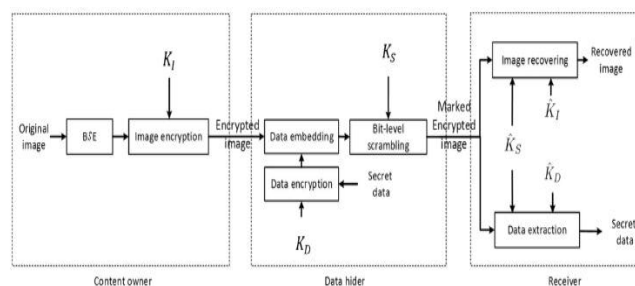 K_I
K_S
Original
image
BSE
Image encryption
Encrypted
image
Data embedding
Bit-level
scrambling
Marked
Encrypted
image
Data encryption
Secret
data
K_D
Image recovering
Recovered
image
K̂_I
K̂_S
K̂_D
Data extraction
Secret
data
Content owner
Data hider
Receiver